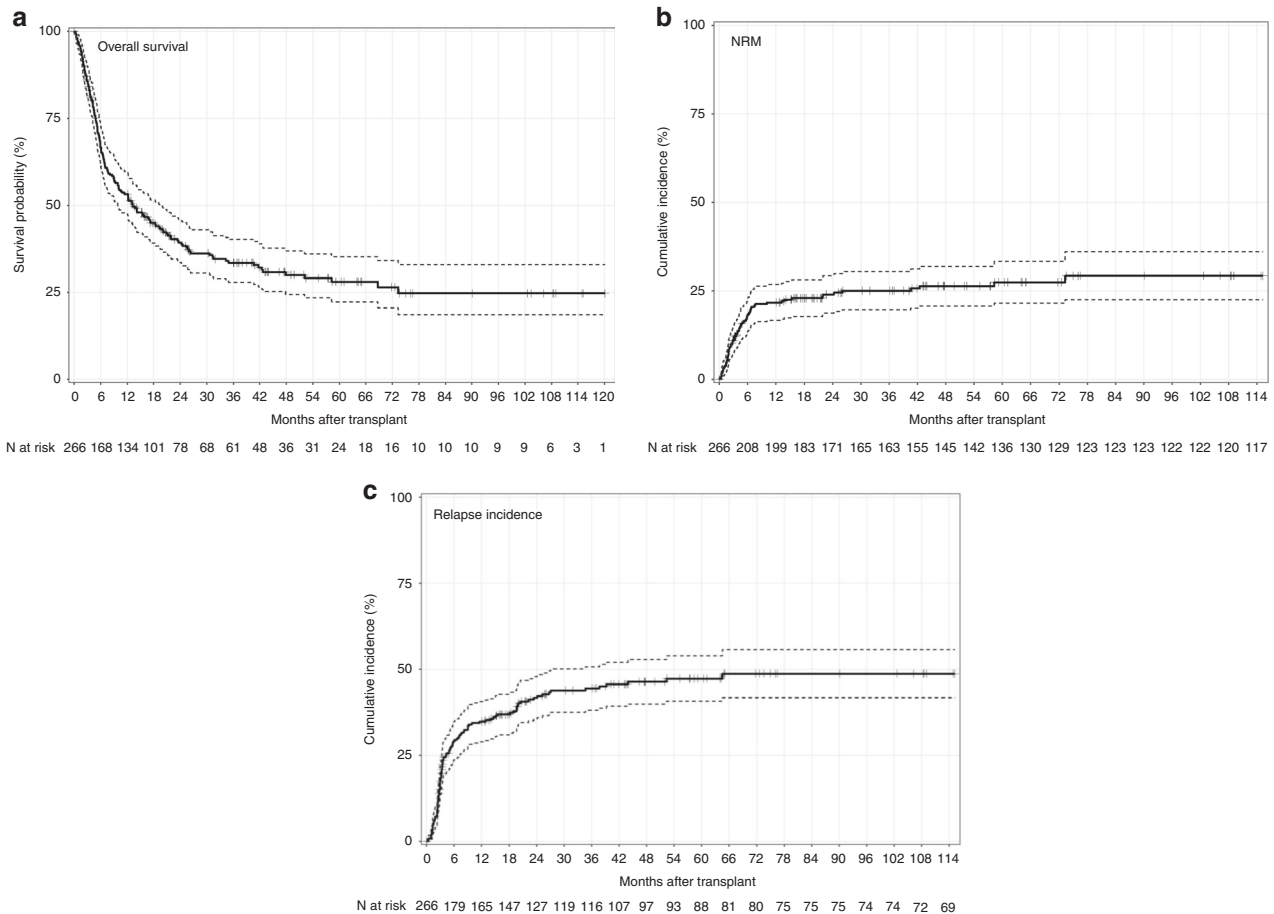 a
Overall survival
Survival probability (%)
100
75
50
25
0
0 6 12 18 24 30 36 42 48 54 60 66 72 78 84 90 96 102 108 114 120
Months after transplant
N at risk 266 168 134 101 78 68 61 48 36 31 24 18 16 10 10 10 9 9 6 3 1
b
NRM
Cumulative incidence (%)
100
75
50
25
0
0 6 12 18 24 30 36 42 48 54 60 66 72 78 84 90 96 102 108 114
Months after transplant
N at risk 266 208 199 183 171 165 163 155 145 142 136 130 129 123 123 123 122 122 120 117
c
Relapse incidence
Cumulative incidence (%)
100
75
50
25
0
0 6 12 18 24 30 36 42 48 54 60 66 72 78 84 90 96 102 108 114
Months after transplant
N at risk 266 179 165 147 127 119 116 107 97 93 88 81 80 75 75 75 74 74 72 69